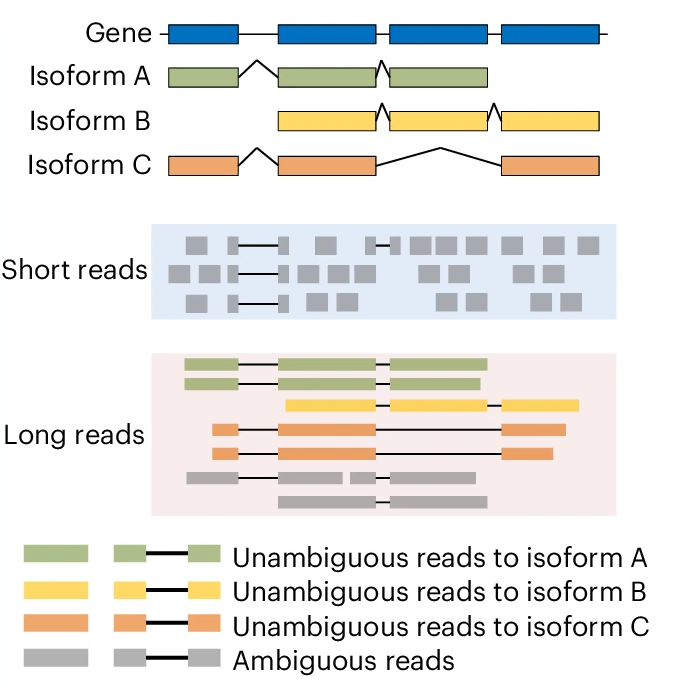 Gene
Isoform A
Isoform B
Isoform C
Short reads
Long reads
Unambiguous reads to isoform A
Unambiguous reads to isoform B
Unambiguous reads to isoform C
Ambiguous reads